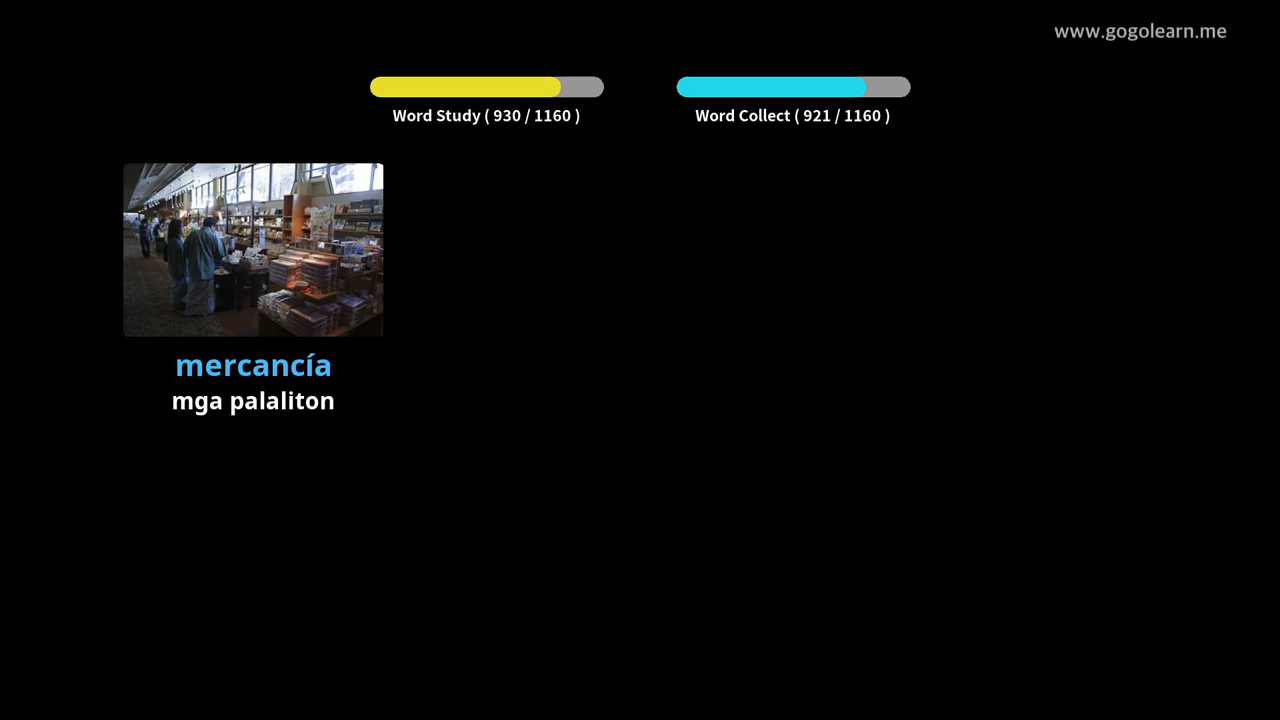 www.gogolearn.me
Word Study ( 930 / 1160 )
Word Collect ( 921 / 1160 )
mercancía
mga palaliton